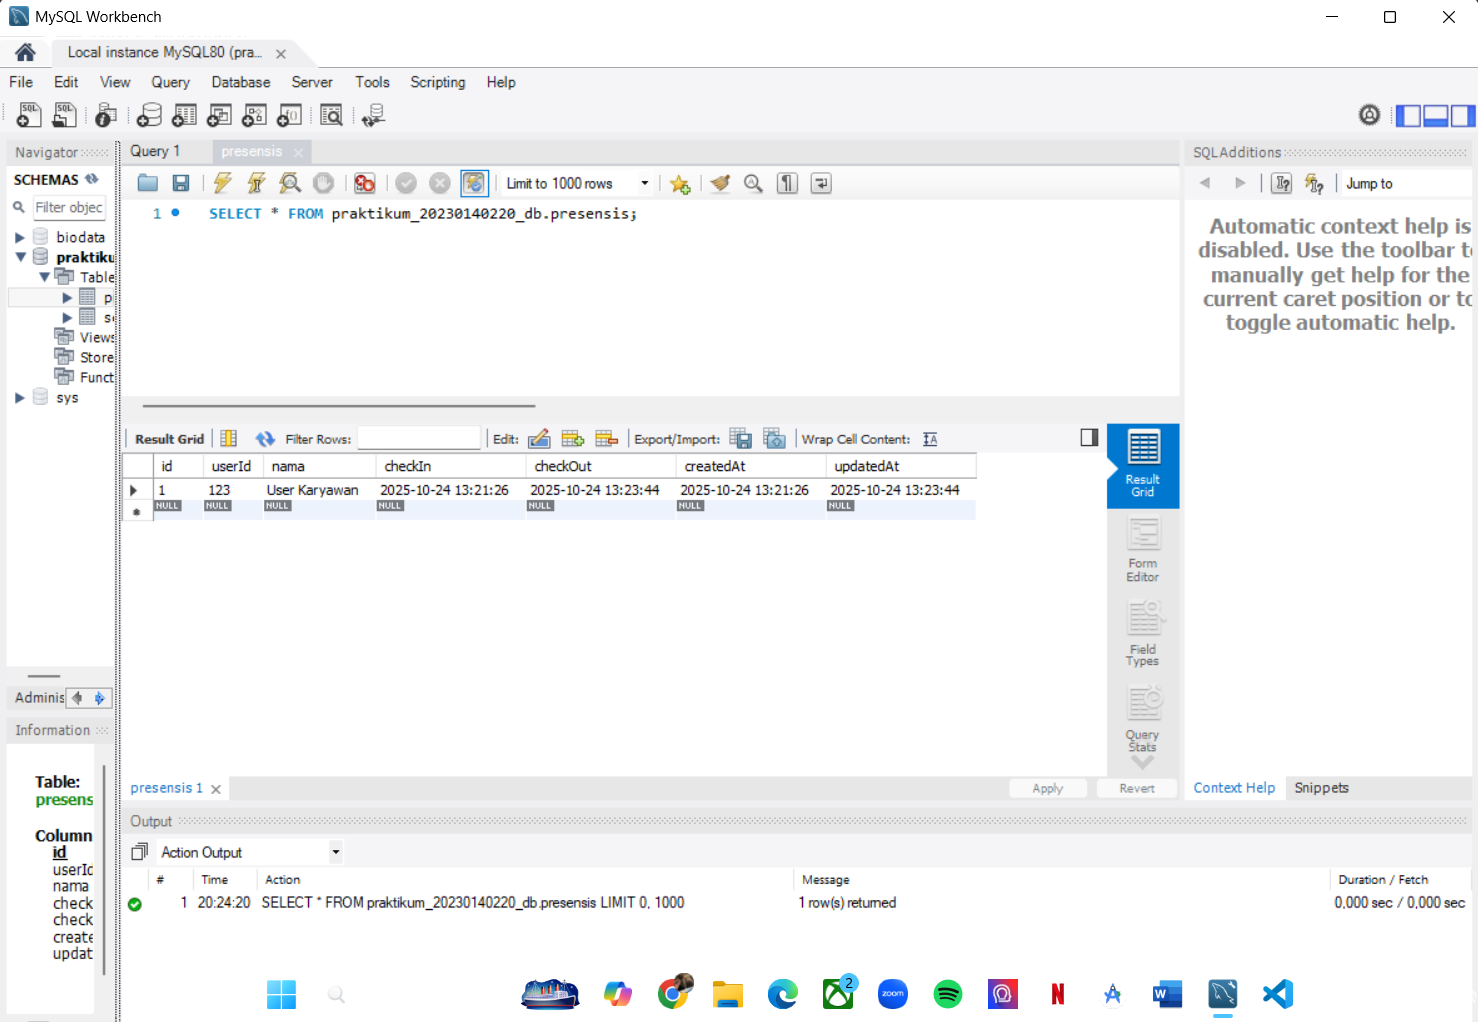 MySQL Workbench
Local instance MySQL80 (pra...
File Edit View Query Database Server Tools Scripting Help
Navigator
SCHEMAS
Filter objec
biodata
praktiku
Table
p
s
Views
Store
Funct
sys
Adminis
Information
Table:
presens
Column
id
userId
nama
check
check
create
updat
Query 1
presensis
Limit to 1000 rows
1 SELECT * FROM praktikum_20230140220_db.presensis;
Result Grid Filter Rows: Edit: Export/Import: Wrap Cell Content:
id userId nama checkIn checkOut createdAt updatedAt
1 123 User Karyawan 2025-10-24 13:21:26 2025-10-24 13:23:44 2025-10-24 13:21:26 2025-10-24 13:23:44
NULL NULL NULL NULL NULL NULL NULL
Result
Grid
Form
Editor
Field
Types
Query
Stats
presensis 1
Apply Revert
SQLAdditions
Jump to
Automatic context help is
disabled. Use the toolbar to
manually get help for the
current caret position or to
toggle automatic help.
Context Help Snippets
Output
Action Output
# Time Action Message Duration / Fetch
1 20:24:20 SELECT * FROM praktikum_20230140220_db.presensis LIMIT 0, 1000 1 row(s) returned 0,000 sec / 0,000 sec
2
zoom
N
W